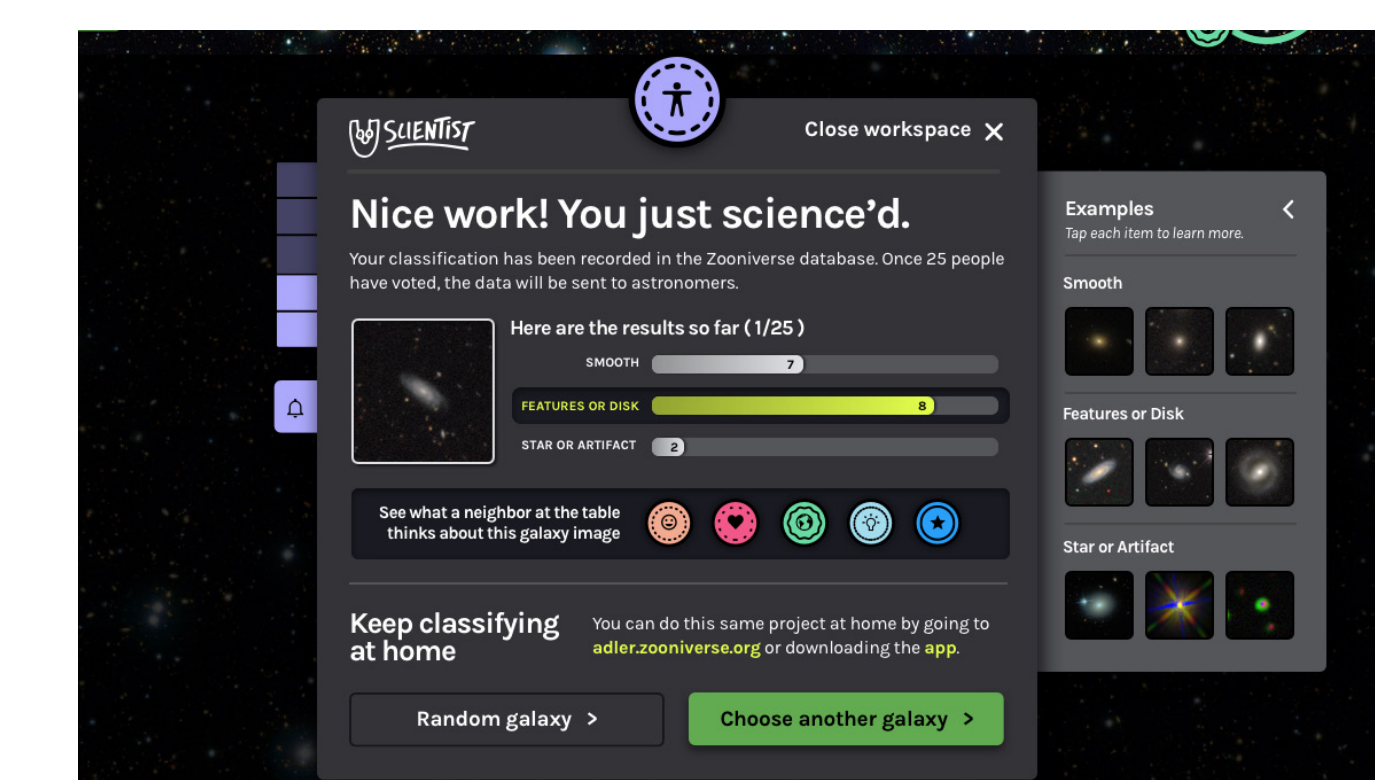 SCIENTIST
Close workspace
Nice work! You just science’d.
Your classification has been recorded in the Zooniverse database. Once 25 people
have voted, the data will be sent to astronomers.
Here are the results so far ( 1/25 )
SMOOTH 7
FEATURES OR DISK 8
STAR OR ARTIFACT 2
See what a neighbor at the table
thinks about this galaxy image
Keep classifying
at home
You can do this same project at home by going to
adler.zooniverse.org or downloading the app.
Random galaxy >
Choose another galaxy >
Examples
Tap each item to learn more.
Smooth
Features or Disk
Star or Artifact